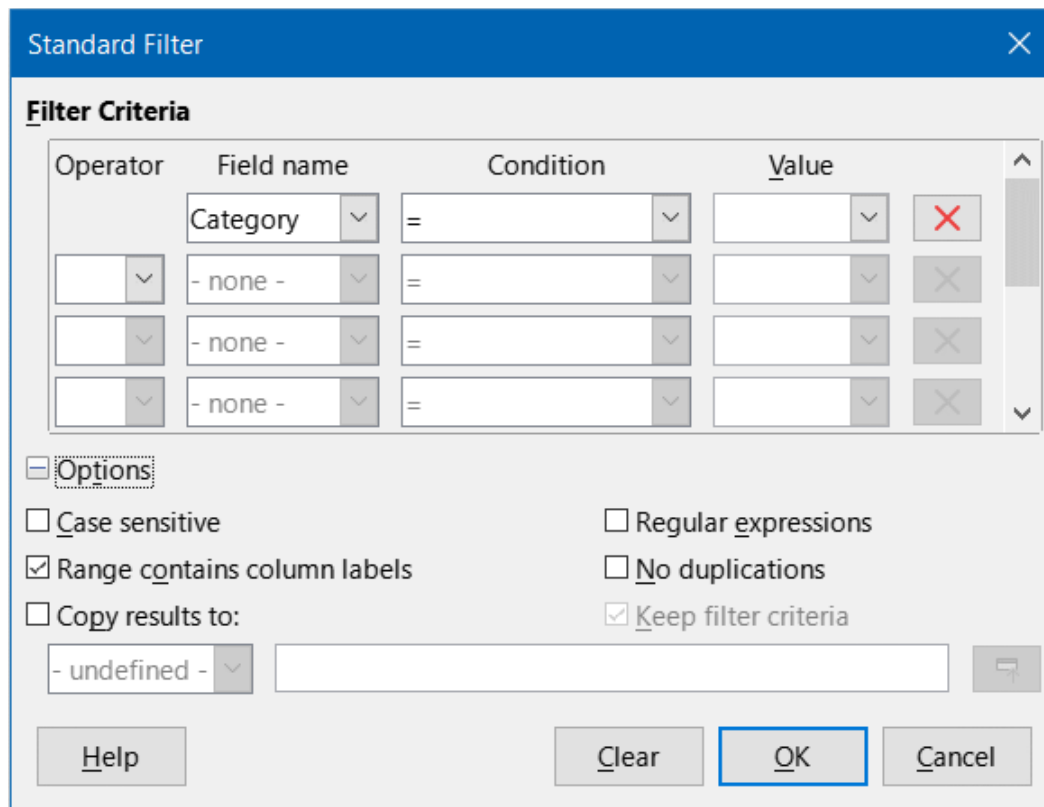 Standard Filter
Filter Criteria
Operator Field name Condition Value
Category =
- none - =
- none - =
- none - =
Options
Case sensitive Regular expressions
Range contains column labels No duplications
Copy results to: Keep filter criteria
- undefined -
Help Clear OK Cancel